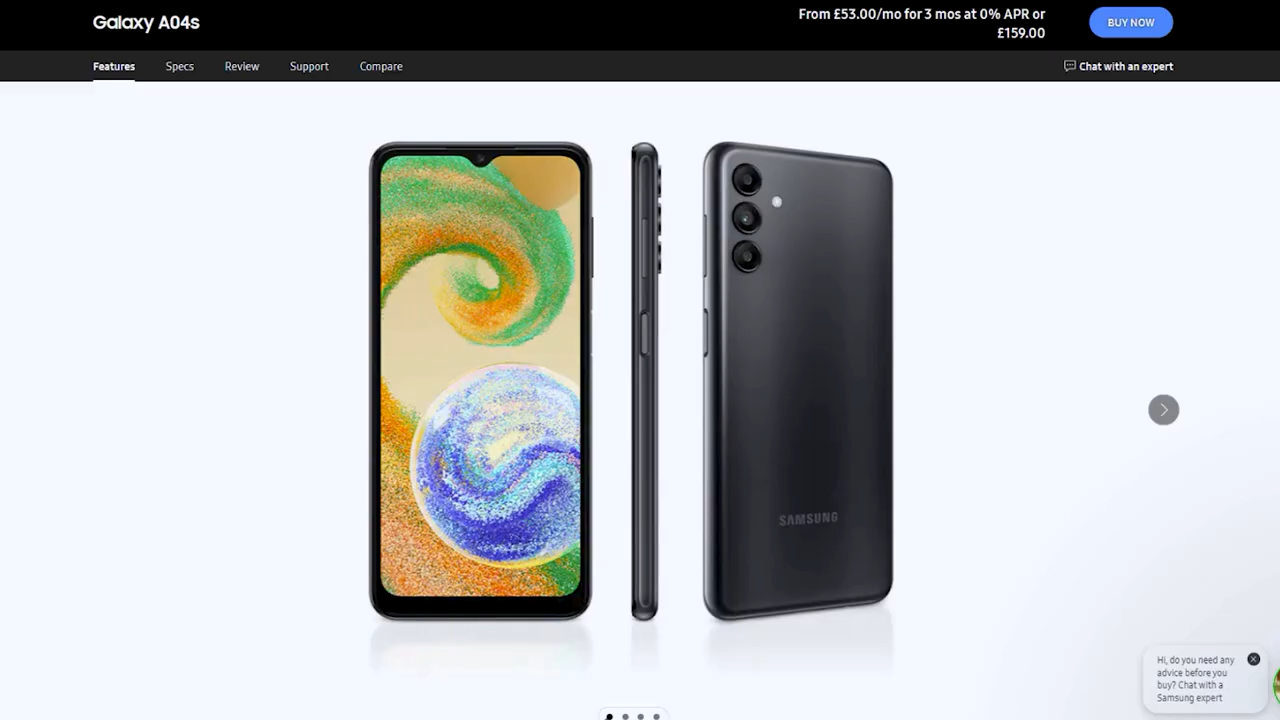 Galaxy A04s
From £53.00/mo for 3 mos at 0% APR or
£159.00
BUY NOW
Features
Specs
Review
Support
Compare
Chat with an expert
SAMSUNG
Hi, do you need any
advice before you
buy? Chat with a
Samsung expert